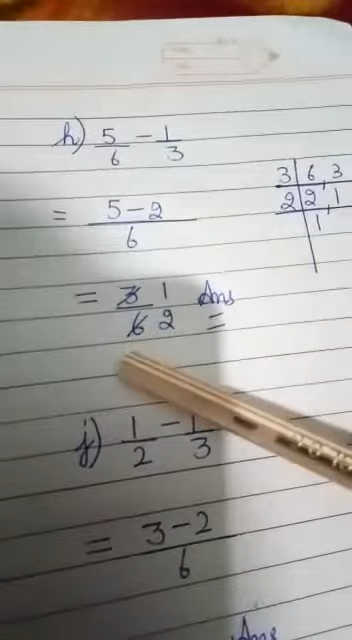 h) 5/6 - 1/3
3 | 6, 3
= 5-2/6
2 | 2, 1
1,
= 3/6 1/2 Ans
j) 1/2 - 1/3
= 3-2/6
Ans